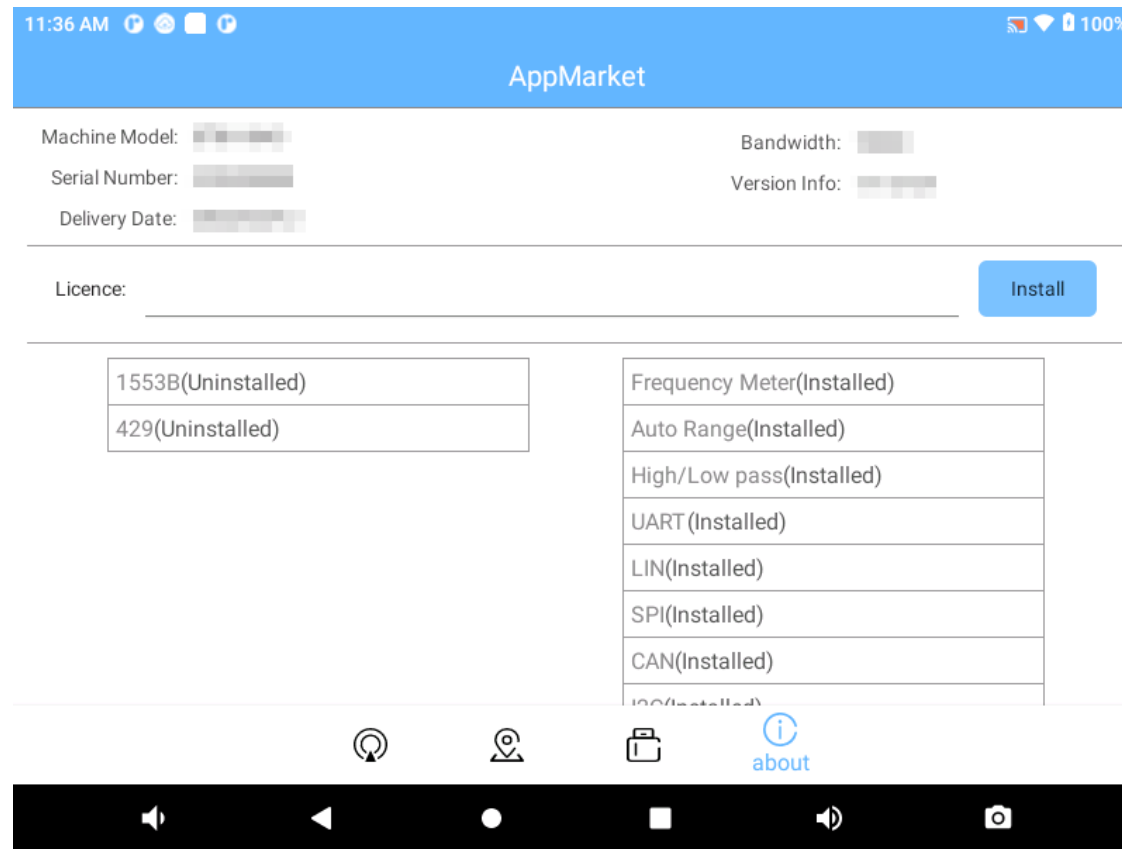 11:36 AM 100%
AppMarket
Machine Model:
Bandwidth:
Serial Number:
Version Info:
Delivery Date:
Licence:
Install
1553B(Uninstalled)
429(Uninstalled)
Frequency Meter(Installed)
Auto Range(Installed)
High/Low pass(Installed)
UART(Installed)
LIN(Installed)
SPI(Installed)
CAN(Installed)
I2C(Installed)
about